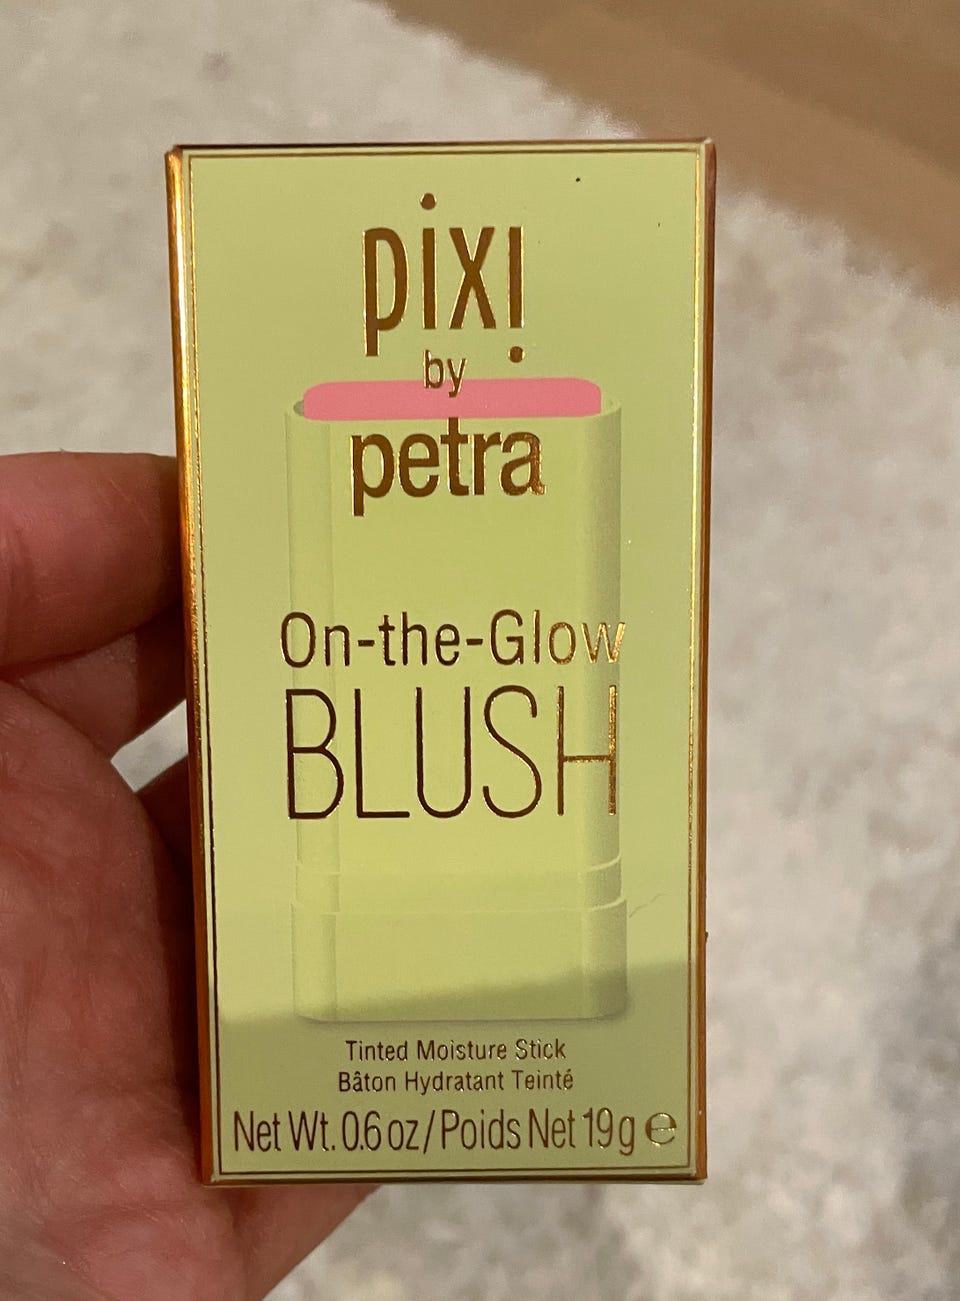 pixi
by
petra
On-the-Glow
BLUSH
Tinted Moisture Stick
Bâton Hydratant Teinté
Net Wt. 0.6 oz/Poids Net 19g ℮